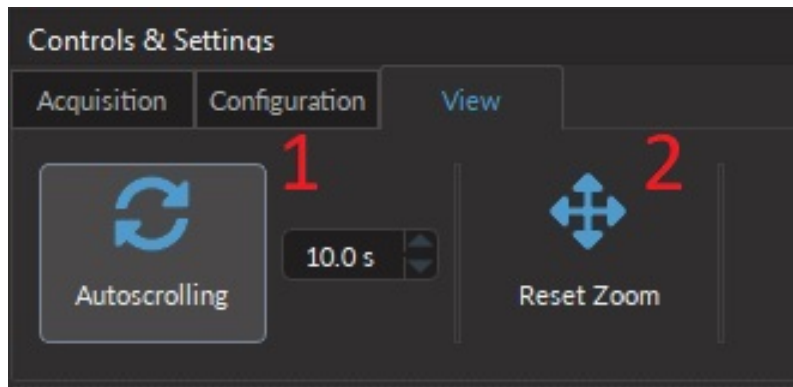 Controls & Settings
Acquisition Configuration View
1 2
10.0 s
Autoscrolling Reset Zoom